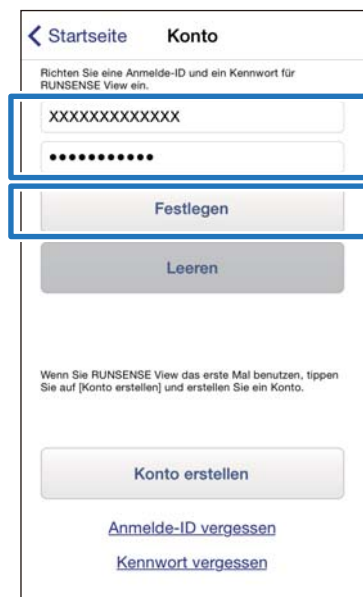 Startseite Konto
Richten Sie eine Anmelde-ID und ein Kennwort für
RUNSENSE View ein.
XXXXXXXXXXXXX
●●●●●●●●●●●
Festlegen
Leeren
Wenn Sie RUNSENSE View das erste Mal benutzen, tippen
Sie auf [Konto erstellen] und erstellen Sie ein Konto.
Konto erstellen
Anmelde-ID vergessen
Kennwort vergessen